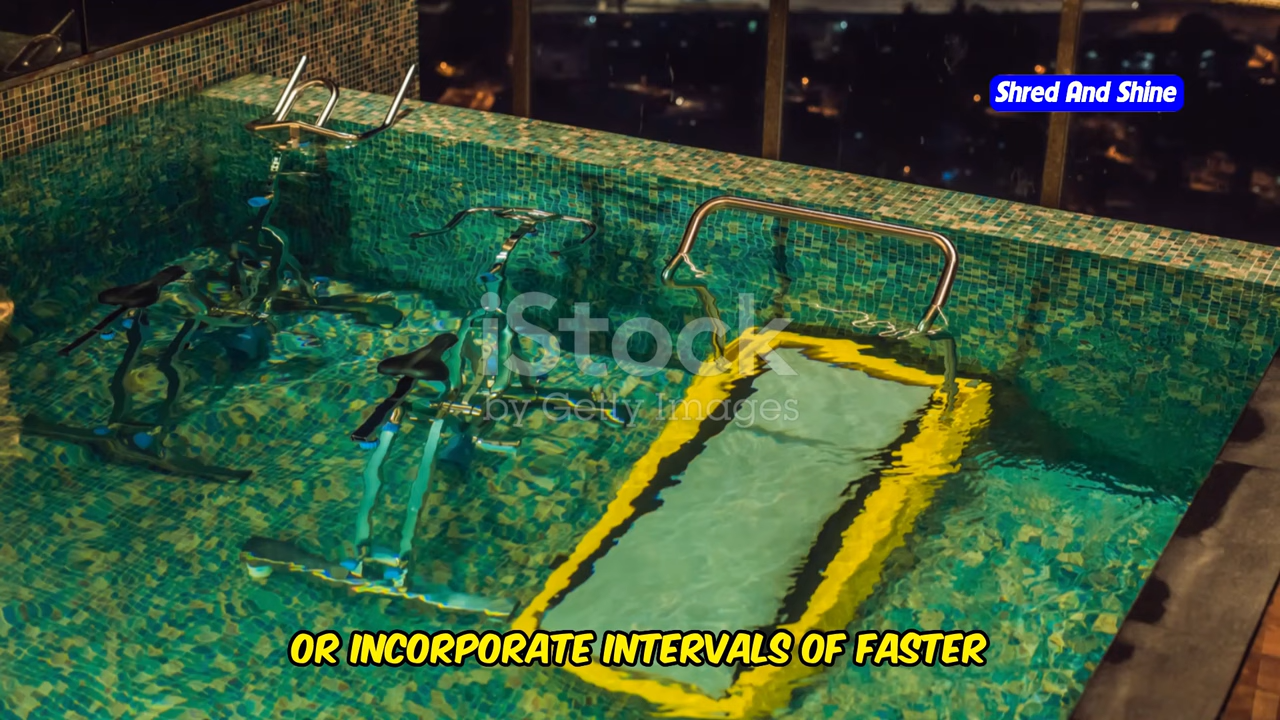 Shred And Shine
iStock
by Getty Images
OR INCORPORATE INTERVALS OF FASTER